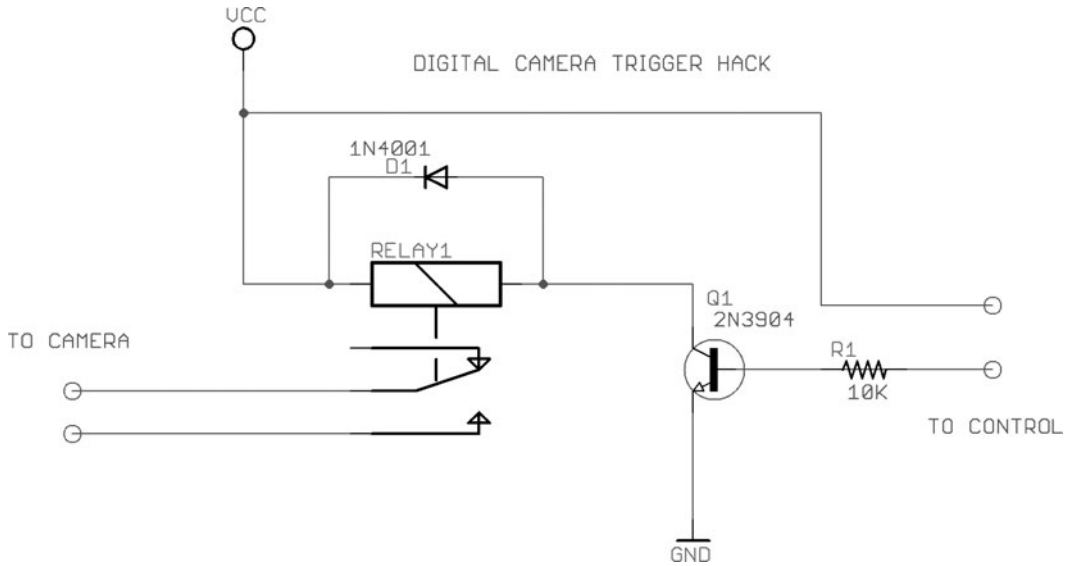 VCC
DIGITAL CAMERA TRIGGER HACK
1N4001
D1
RELAY1
Q1
2N3904
TO CAMERA
R1
10K
TO CONTROL
GND